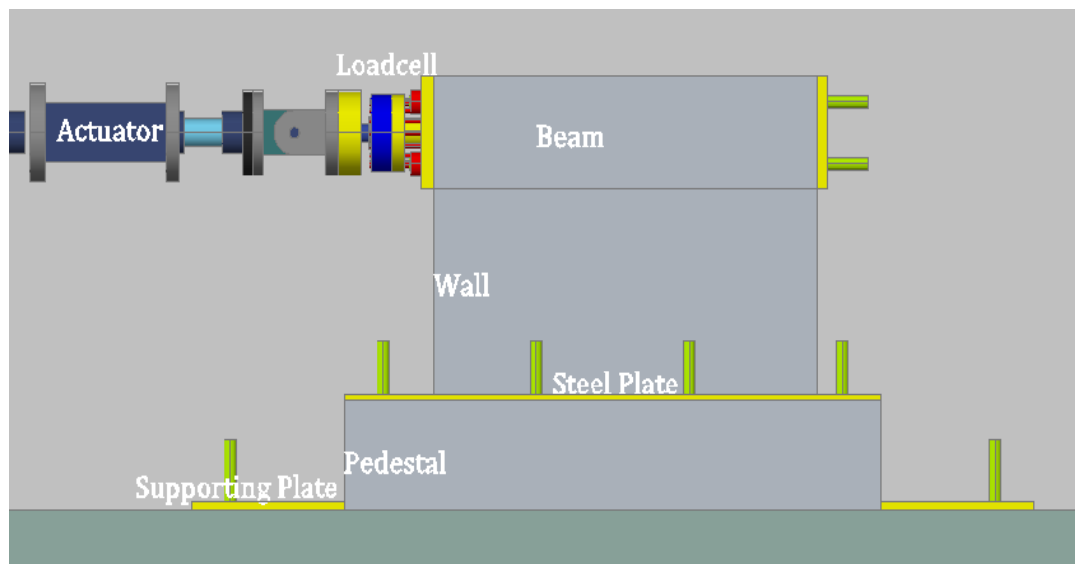 Loadcell
Actuator
Beam
Wall
Steel Plate
Pedestal
Supporting Plate